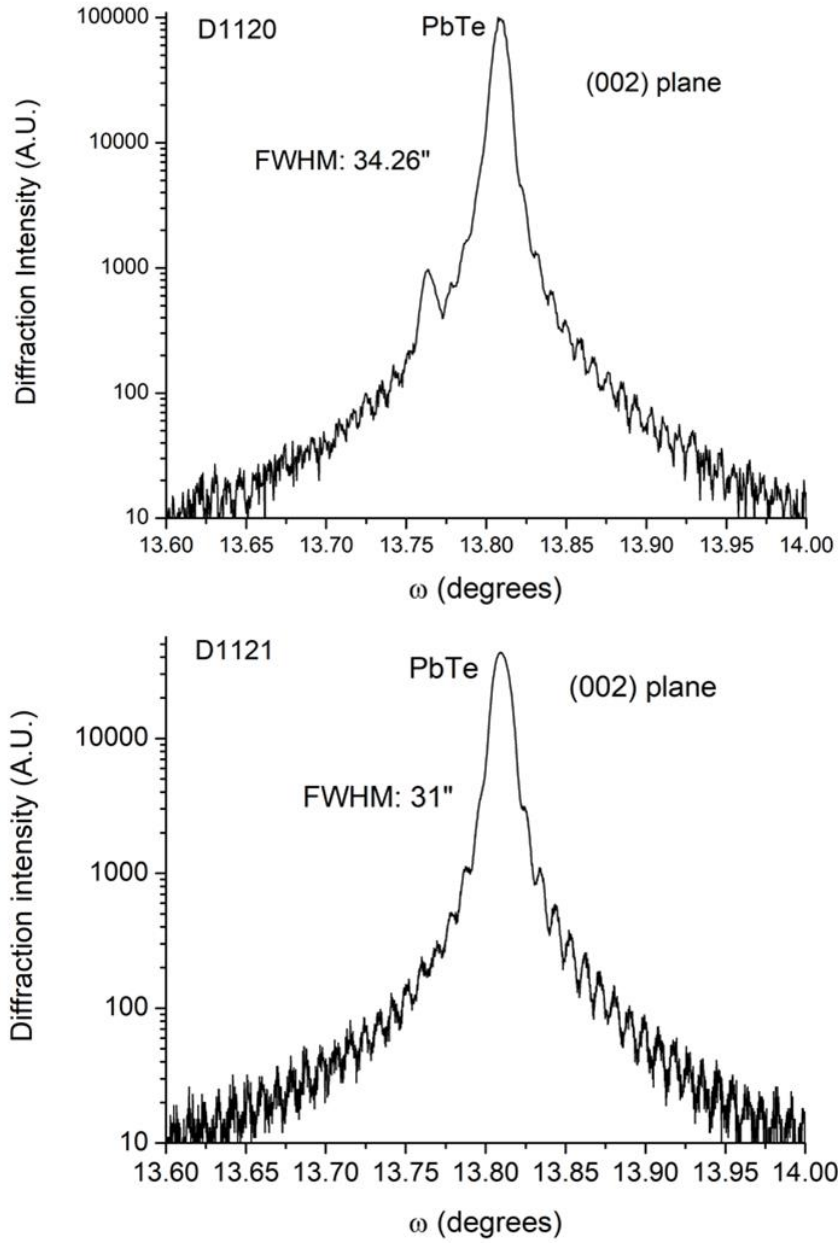 D1120
PbTe
(002) plane
FWHM: 34.26"
Diffraction Intensity (A.U.)
100000
10000
1000
100
10
13.60 13.65 13.70 13.75 13.80 13.85 13.90 13.95 14.00
ω (degrees)
D1121
PbTe
(002) plane
FWHM: 31"
Diffraction intensity (A.U.)
10000
1000
100
10
13.60 13.65 13.70 13.75 13.80 13.85 13.90 13.95 14.00
ω (degrees)